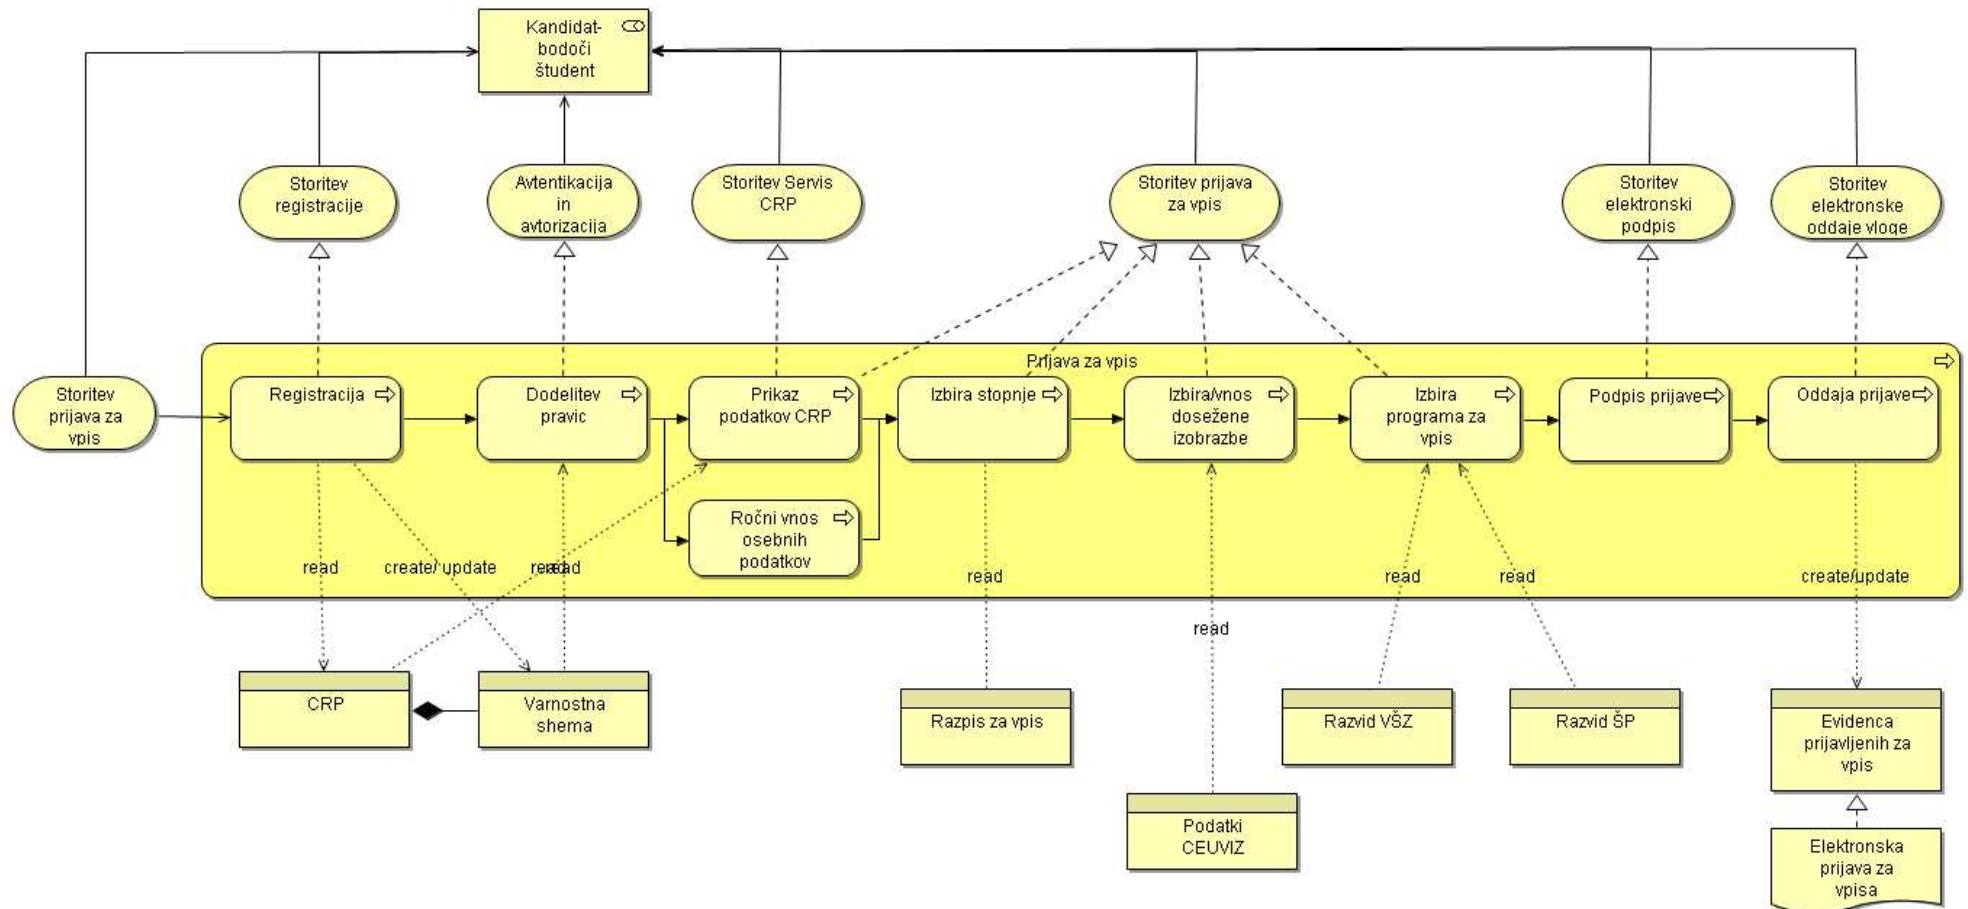 Kandidat-
bodoči
študent
Storitev
registracije
Avtentikacija
in
avtorizacija
Storitev Servis
CRP
Storitev prijava
za vpis
Storitev
elektronski
podpis
Storitev
elektronske
oddaje vloge
Prijava za vpis
Storitev
prijava za
vpis
Registracija
Dodelitev
pravic
Prikaz
podatkov CRP
Izbira stopnje
Izbira/vnos
dosežene
izobrazbe
Izbira
programa za
vpis
Podpis prijave
Oddaja prijave
Ročni vnos
osebnih
podatkov
read
create/ update
read
read
read
read
read
create/update
read
CRP
Varnostna
shema
Razpis za vpis
Razvid VŠZ
Razvid ŠP
Evidenca
prijavljenih za
vpis
Podatki
CEUVIZ
Elektronska
prijava za
vpisa